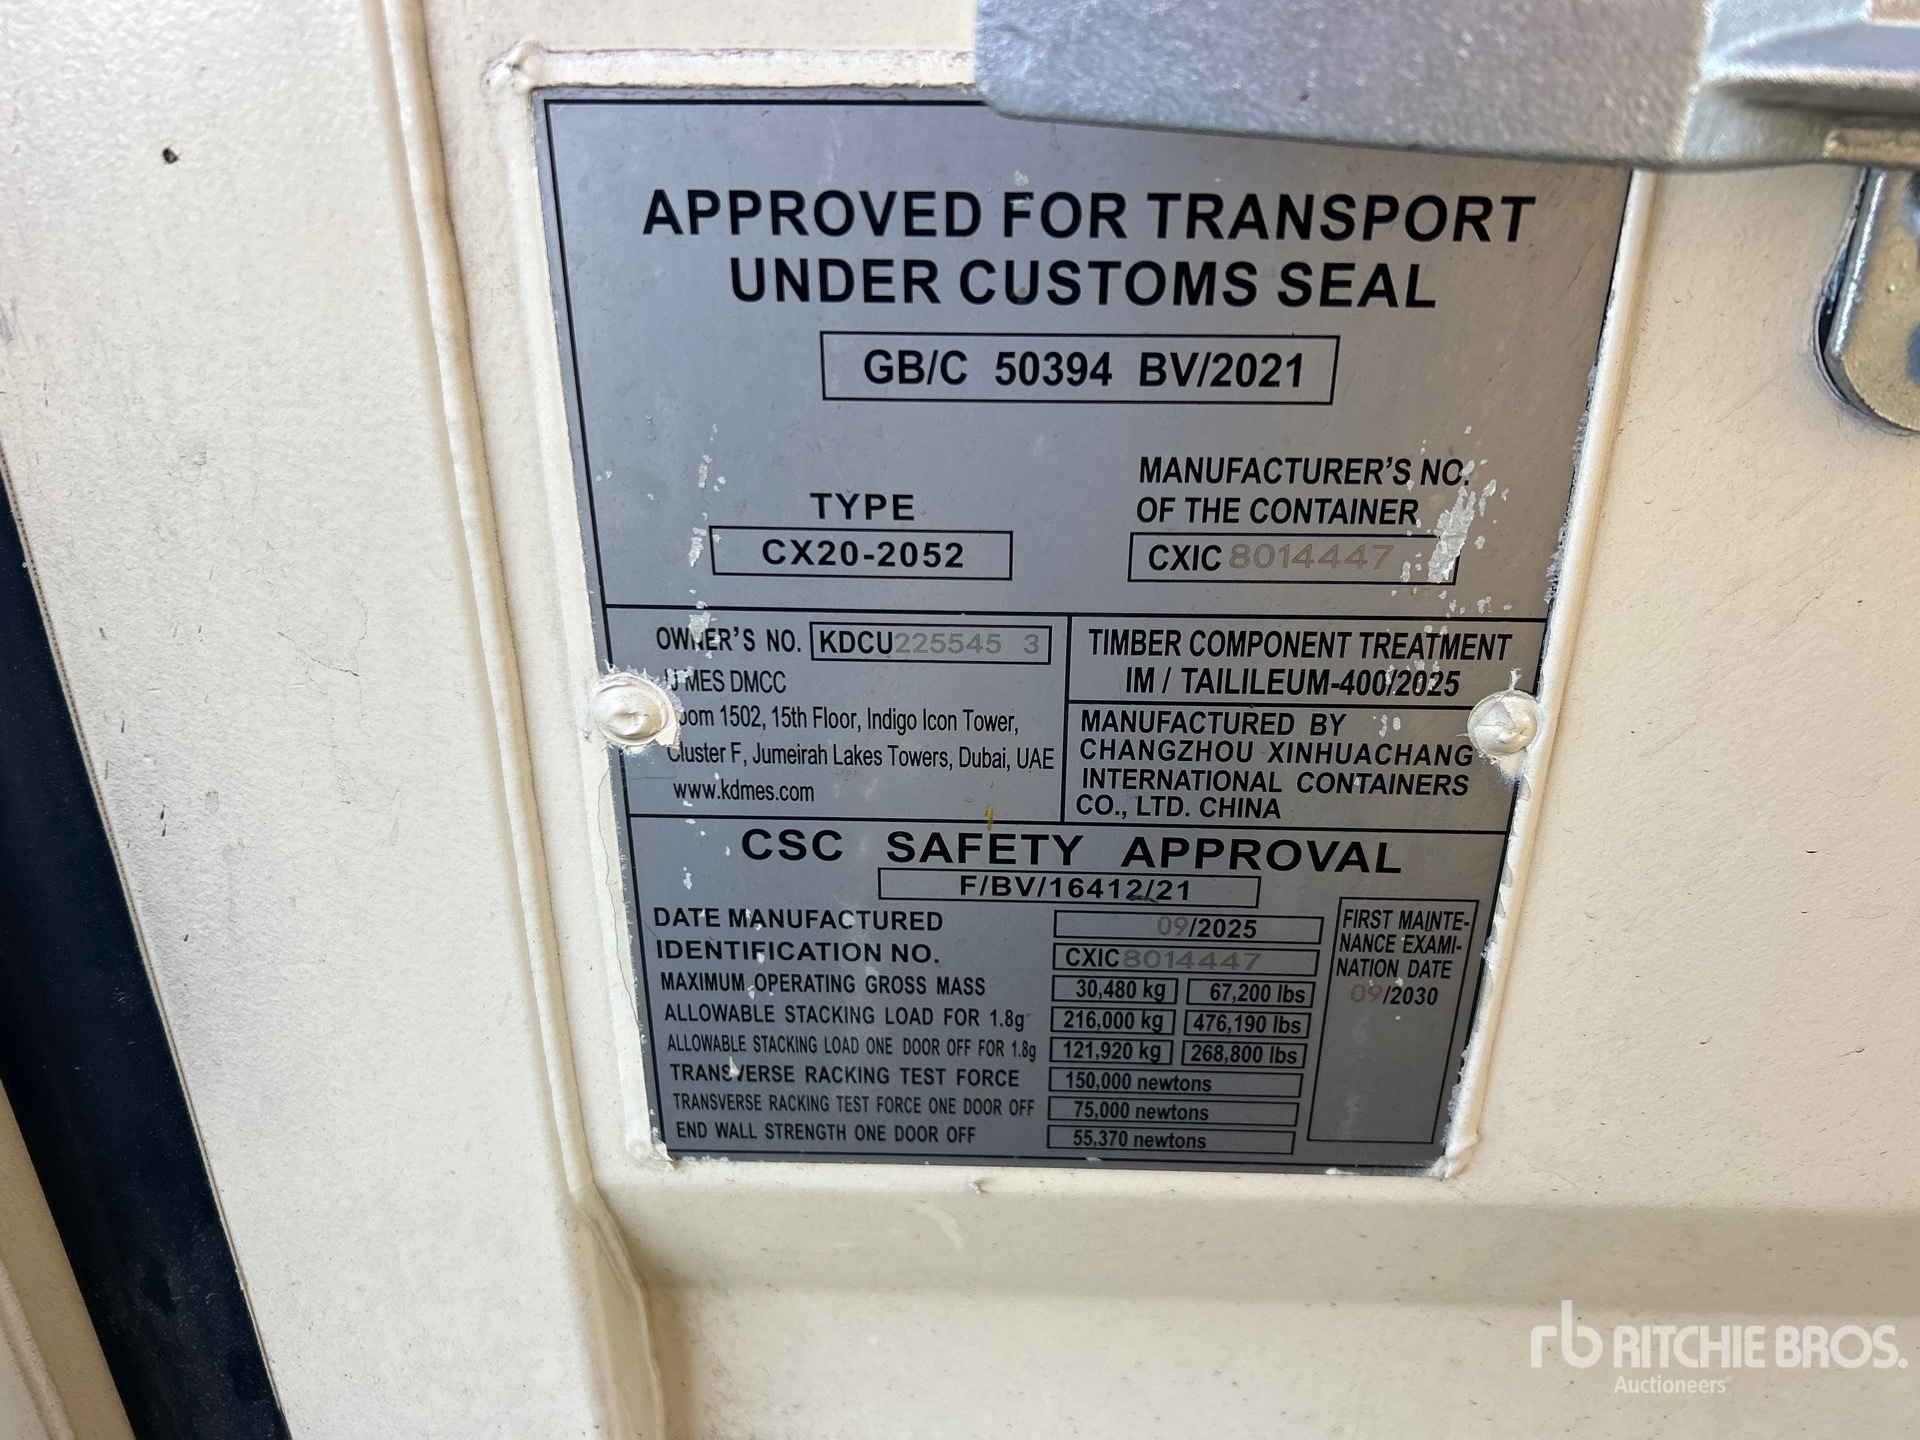 APPROVED FOR TRANSPORT
UNDER CUSTOMS SEAL
GB/C 50394 BV/2021
TYPE
CX20-2052
MANUFACTURER'S NO.
OF THE CONTAINER
CXIC 8014447
OWNER'S NO. KDCU 225545 3
MES DMCC
1502, 15th Floor, Indigo Icon Tower,
Cluster F, Jumeirah Lakes Towers, Dubai, UAE
www.kdmes.com
TIMBER COMPONENT TREATMENT
IM / TAILILEUM-400/2025
MANUFACTURED BY
CHANGZHOU XINHUACHANG
INTERNATIONAL CONTAINERS
CO., LTD. CHINA
CSC SAFETY APPROVAL
F/BV/16412/21
DATE MANUFACTURED 09/2025
IDENTIFICATION NO. CXIC 8014447
MAXIMUM OPERATING GROSS MASS 30,480 kg 67,200 lbs
ALLOWABLE STACKING LOAD FOR 1.8g 216,000 kg 476,190 lbs
ALLOWABLE STACKING LOAD ONE DOOR OFF FOR 1.8g 121,920 kg 268,800 lbs
TRANSVERSE RACKING TEST FORCE 150,000 newtons
TRANSVERSE RACKING TEST FORCE ONE DOOR OFF 75,000 newtons
END WALL STRENGTH ONE DOOR OFF 55,370 newtons
FIRST MAINTE-
NANCE EXAMI-
NATION DATE
09/2030
rb RITCHIE BROS.
Auctioneers